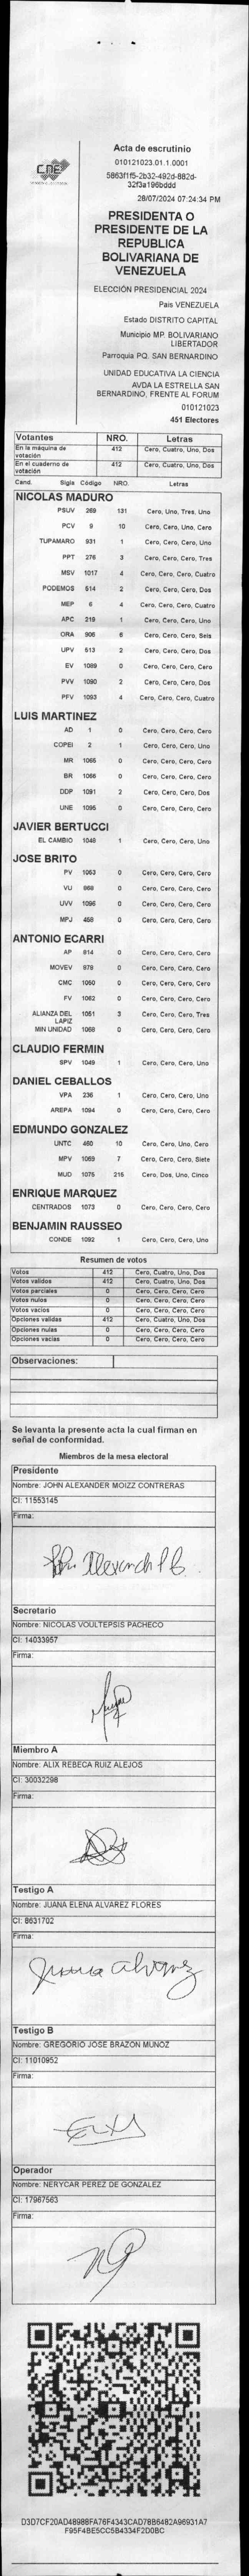 CNE
Acta de escrutinio
010121023.01.1.0001
5863f1f5-2b32-492d-882d-
32f3a196bddd
28/07/2024 07:24:34 PM
PRESIDENTA O
PRESIDENTE DE LA
REPUBLICA
BOLIVARIANA DE
VENEZUELA
ELECCIÓN PRESIDENCIAL 2024
País VENEZUELA
Estado DISTRITO CAPITAL
Municipio MP. BOLIVARIANO
LIBERTADOR
Parroquia PQ. SAN BERNARDINO
UNIDAD EDUCATIVA LA CIENCIA
AVDA LA ESTRELLA SAN
BERNARDINO, FRENTE AL FORUM
010121023
451 Electores
Votantes NRO. Letras
En la máquina de votación 412 Cero, Cuatro, Uno, Dos
En el cuaderno de votación 412 Cero, Cuatro, Uno, Dos
Cand. Sigla Código NRO. Letras
NICOLAS MADURO
PSUV 269 131 Cero, Uno, Tres, Uno
PCV 9 10 Cero, Cero, Uno, Cero
TUPAMARO 931 1 Cero, Cero, Cero, Uno
PPT 276 3 Cero, Cero, Cero, Tres
MSV 1017 4 Cero, Cero, Cero, Cuatro
PODEMOS 514 2 Cero, Cero, Cero, Dos
MEP 6 4 Cero, Cero, Cero, Cuatro
APC 219 1 Cero, Cero, Cero, Uno
ORA 906 6 Cero, Cero, Cero, Seis
UPV 513 2 Cero, Cero, Cero, Dos
EV 1089 0 Cero, Cero, Cero, Cero
PVV 1090 2 Cero, Cero, Cero, Dos
PFV 1093 4 Cero, Cero, Cero, Cuatro
LUIS MARTINEZ
AD 1 0 Cero, Cero, Cero, Cero
COPEI 2 1 Cero, Cero, Cero, Uno
MR 1065 0 Cero, Cero, Cero, Cero
BR 1066 0 Cero, Cero, Cero, Cero
DDP 1091 2 Cero, Cero, Cero, Dos
UNE 1095 0 Cero, Cero, Cero, Cero
JAVIER BERTUCCI
EL CAMBIO 1048 1 Cero, Cero, Cero, Uno
JOSE BRITO
PV 1053 0 Cero, Cero, Cero, Cero
VU 868 0 Cero, Cero, Cero, Cero
UVV 1096 0 Cero, Cero, Cero, Cero
MPJ 468 0 Cero, Cero, Cero, Cero
ANTONIO ECARRI
AP 814 0 Cero, Cero, Cero, Cero
MOVEV 979 0 Cero, Cero, Cero, Cero
CMC 1050 0 Cero, Cero, Cero, Cero
FV 1062 0 Cero, Cero, Cero, Cero
ALIANZA DEL LAPIZ 1051 3 Cero, Cero, Cero, Tres
MIN UNIDAD 1068 0 Cero, Cero, Cero, Cero
CLAUDIO FERMIN
SPV 1049 1 Cero, Cero, Cero, Uno
DANIEL CEBALLOS
VPA 236 1 Cero, Cero, Cero, Uno
AREPA 1094 0 Cero, Cero, Cero, Cero
EDMUNDO GONZALEZ
UNTC 460 10 Cero, Cero, Uno, Cero
MPV 1069 7 Cero, Cero, Cero, Siete
MUD 1075 215 Cero, Dos, Uno, Cinco
ENRIQUE MARQUEZ
CENTRADOS 1073 0 Cero, Cero, Cero, Cero
BENJAMIN RAUSSEO
CONDE 1092 1 Cero, Cero, Cero, Uno
Resumen de votos
Votos 412 Cero, Cuatro, Uno, Dos
Votos validos 412 Cero, Cuatro, Uno, Dos
Votos parciales 0 Cero, Cero, Cero, Cero
Votos nulos 0 Cero, Cero, Cero, Cero
Votos vacios 0 Cero, Cero, Cero, Cero
Opciones validas 412 Cero, Cuatro, Uno, Dos
Opciones nulas 0 Cero, Cero, Cero, Cero
Opciones vacias 0 Cero, Cero, Cero, Cero
Observaciones:
Se levanta la presente acta la cual firman en
señal de conformidad.
Miembros de la mesa electoral
Presidente
Nombre: JOHN ALEXANDER MOIZZ CONTRERAS
CI: 11553145
Firma:
Secretario
Nombre: NICOLAS VOULTEPSIS PACHECO
CI: 14033957
Firma:
Miembro A
Nombre: ALIX REBECA RUIZ ALEJOS
CI: 30032298
Firma:
Testigo A
Nombre: JUANA ELENA ALVAREZ FLORES
CI: 8631702
Firma:
Juana Alvarez
Testigo B
Nombre: GREGORIO JOSE BRAZON MUNOZ
CI: 11010952
Firma:
Operador
Nombre: NERYCAR PEREZ DE GONZALEZ
CI: 17967563
Firma:
D3D7CF20AD48988FA76F4343CAD78B6482A96931A7
F95F4BE5CC5B4334F2D0BC